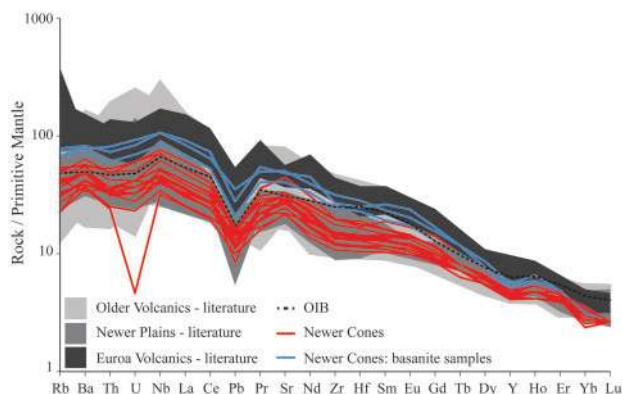 1000
100
10
1
Rock / Primitive Mantle
Older Volcanics - literature
OIB
Newer Plains - literature
Newer Cones
Euroa Volcanics - literature
Newer Cones: basanite samples
Rb Ba Th U Nb La Ce Pb Pr Sr Nd Zr Hf Sm Eu Gd Tb Dy Y Ho Er Yb Lu